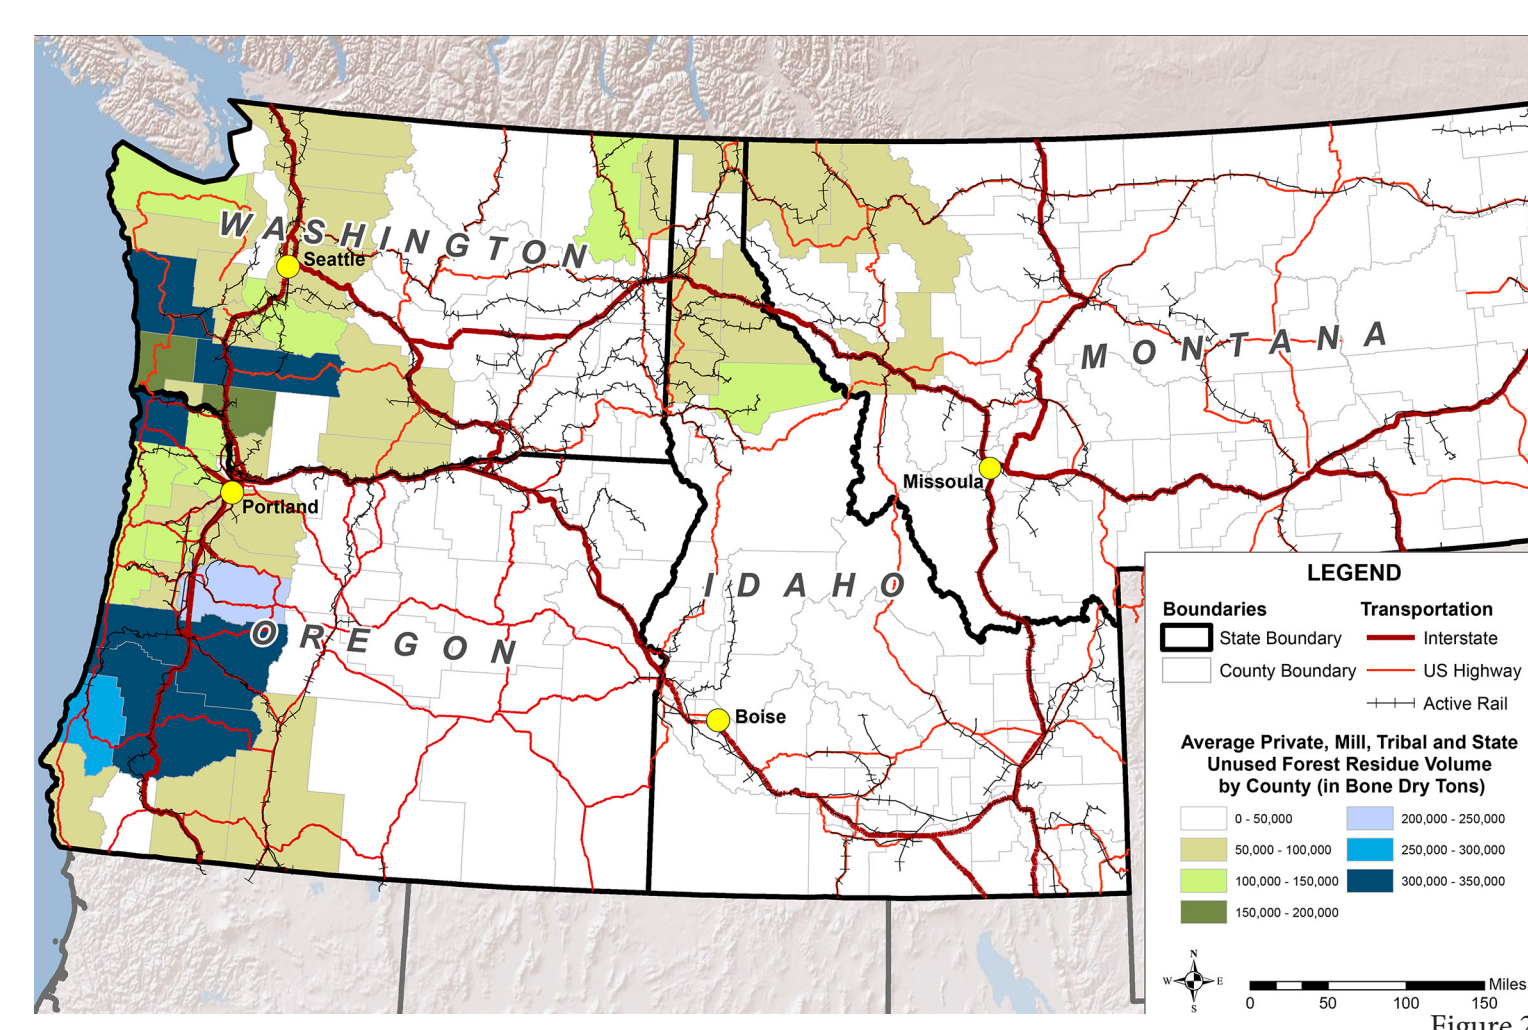 WASHINGTON
Seattle
MONTANA
Missoula
Portland
IDAHO
OREGON
Boise
LEGEND
Boundaries
State Boundary
County Boundary
Transportation
Interstate
US Highway
Active Rail
Average Private, Mill, Tribal and State
Unused Forest Residue Volume
by County (in Bone Dry Tons)
0 - 50,000
50,000 - 100,000
100,000 - 150,000
150,000 - 200,000
200,000 - 250,000
250,000 - 300,000
300,000 - 350,000
N
W E
S
Miles
0 50 100 150
Figure 2